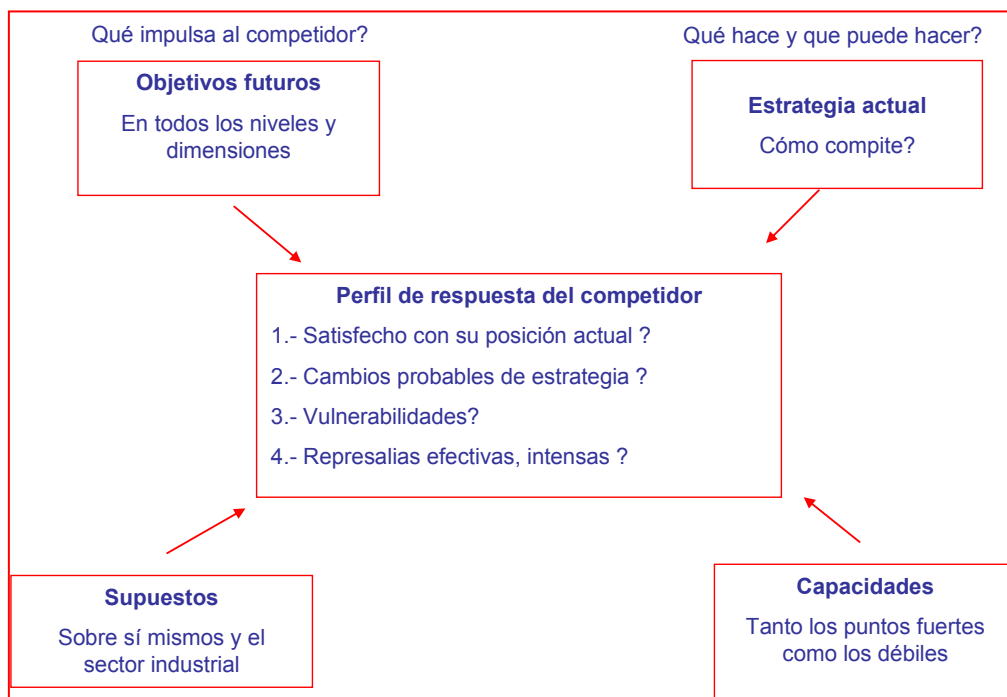 Qué impulsa al competidor?
Qué hace y que puede hacer?
Objetivos futuros
En todos los niveles y
dimensiones
Estrategia actual
Cómo compite?
Perfil de respuesta del competidor
1.- Satisfecho con su posición actual ?
2.- Cambios probables de estrategia ?
3.- Vulnerabilidades?
4.- Represalias efectivas, intensas ?
Supuestos
Sobre sí mismos y el
sector industrial
Capacidades
Tanto los puntos fuertes
como los débiles